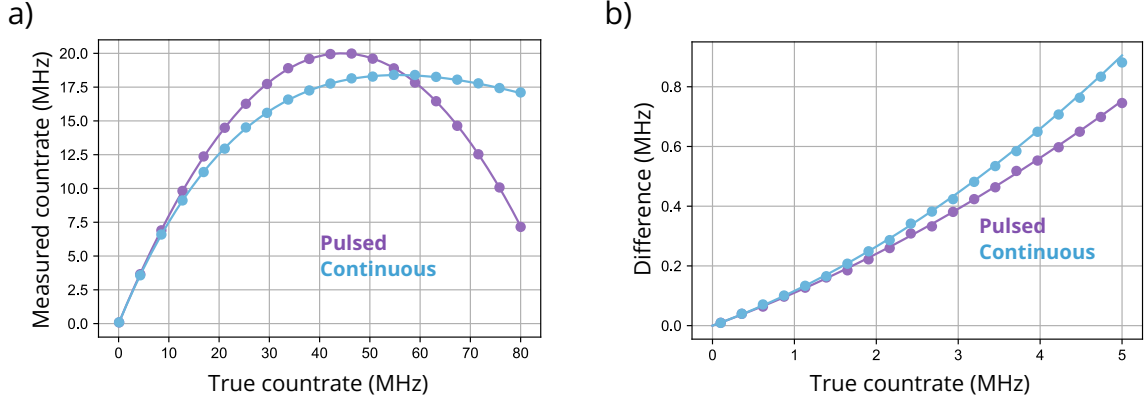 a)
Measured countrate (MHz)
20.0
17.5
15.0
12.5
10.0
7.5
5.0
2.5
0.0
Pulsed
Continuous
0 10 20 30 40 50 60 70 80
True countrate (MHz)
b)
Difference (MHz)
0.8
0.6
0.4
0.2
0.0
Pulsed
Continuous
0 1 2 3 4 5
True countrate (MHz)